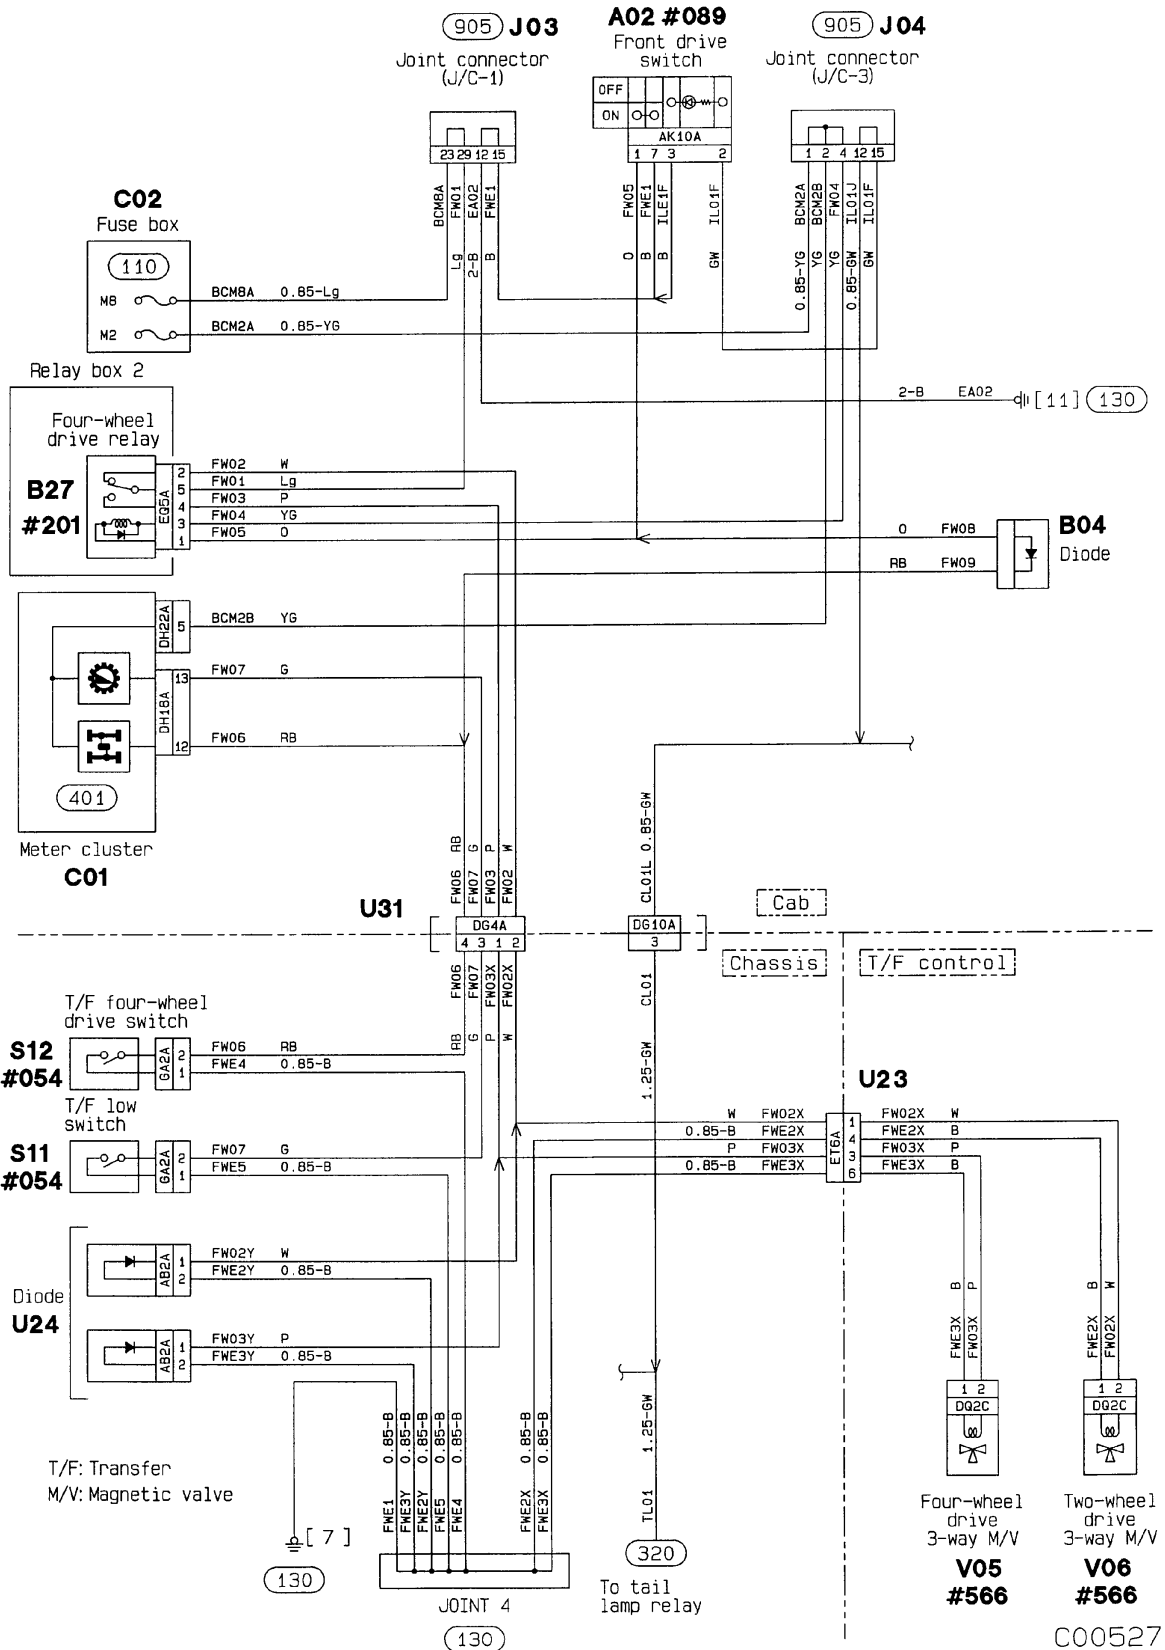 905 J03
Joint connector
(J/C-1)
23 29 12 15
BCM8A
FW01
EA02
FWE1
Lg
2-B
B
A02 #089
Front drive
switch
OFF
ON
AK10A
1 7 3 2
FW05
FWE1
ILE1F
IL01F
O
B
B
GW
905 J04
Joint connector
(J/C-3)
1 2 4 12 15
BCM2A
BCM2B
FW04
IL01J
IL01F
0.85-YG
YG
YG
0.85-GW
GW
C02
Fuse box
110
M8
M2
BCM8A 0.85-Lg
BCM2A 0.85-YG
2-B EA02
[11] 130
Relay box 2
Four-wheel
drive relay
B27
#201
EQ5A
2 FW02 W
5 FW01 Lg
4 FW03 P
3 FW04 YG
1 FW05 O
O FW08
RB FW09
B04
Diode
DH22A
5 BCM2B YG
DH18A
13 FW07 G
12 FW06 RB
401
Meter cluster
C01
FW06 RB
FW07 G
FW03 P
FW02 W
CL01L 0.85-GW
U31
DG4A
4 3 1 2
DG10A
3
Cab
Chassis
T/F control
FW06 RB
FW07 G
FW03X P
FW02X W
CL01 1.25-GW
T/F four-wheel
drive switch
S12
#054
GA2A
2 FW06 RB
1 FWE4 0.85-B
T/F low
switch
S11
#054
GA2A
2 FW07 G
1 FWE5 0.85-B
U23
W FW02X
0.85-B FWE2X
P FW03X
0.85-B FWE3X
ET6A
1 FW02X W
4 FWE2X B
3 FW03X P
6 FWE3X B
Diode
U24
AB2A
1 FW02Y W
2 FWE2Y 0.85-B
AB2A
1 FW03Y P
2 FWE3Y 0.85-B
FWE1 0.85-B
FWE3Y 0.85-B
FWE2Y 0.85-B
FWE5 0.85-B
FWE4 0.85-B
FWE2X 0.85-B
FWE3X 0.85-B
TL01 1.25-GW
FWE3X B
FW03X P
FWE2X B
FW02X W
1 2
DQ2C
1 2
DQ2C
T/F: Transfer
M/V: Magnetic valve
[7]
130
JOINT 4
130
320
To tail
lamp relay
Four-wheel
drive
3-way M/V
V05
#566
Two-wheel
drive
3-way M/V
V06
#566
C00527